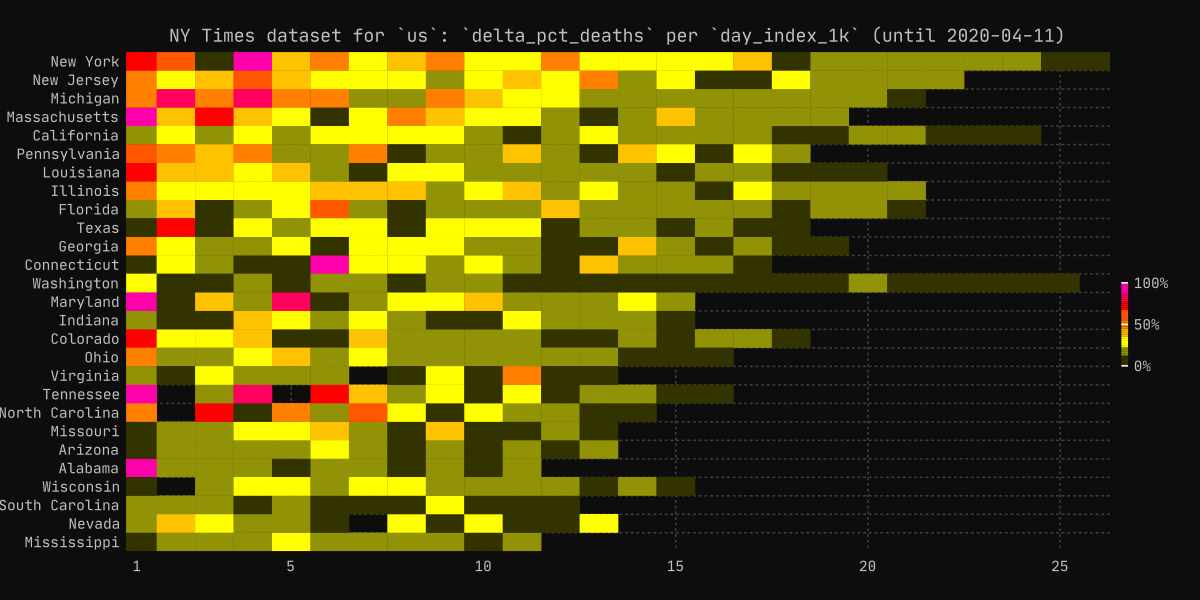 NY Times dataset for `us`: `delta_pct_deaths` per `day_index_1k` (until 2020-04-11)
New York
New Jersey
Michigan
Massachusetts
California
Pennsylvania
Louisiana
Illinois
Florida
Texas
Georgia
Connecticut
Washington
Maryland
Indiana
Colorado
Ohio
Virginia
Tennessee
North Carolina
Missouri
Arizona
Alabama
Wisconsin
South Carolina
Nevada
Mississippi
1 5 10 15 20 25
100%
50%
0%